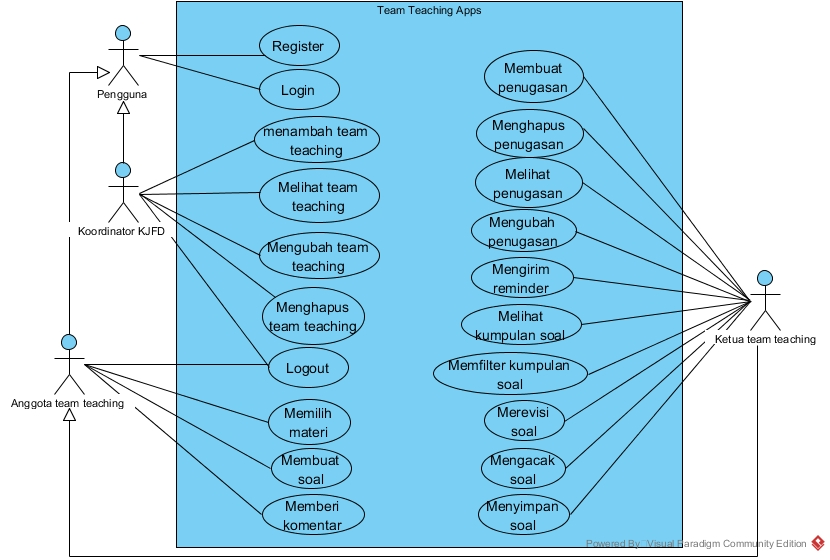 Team Teaching Apps
Pengguna
Koordinator KJFD
Anggota team teaching
Register
Login
menambah team
teaching
Melihat team
teaching
Mengubah team
teaching
Menghapus
team teaching
Logout
Memilih
materi
Membuat
soal
Memberi
komentar
Membuat
penugasan
Menghapus
penugasan
Melihat
penugasan
Mengubah
penugasan
Mengirim
reminder
Melihat
kumpulan soal
Memfilter kumpulan
soal
Merevisi
soal
Mengacak
soal
Menyimpan
soal
Ketua team teaching
Powered By Visual Paradigm Community Edition